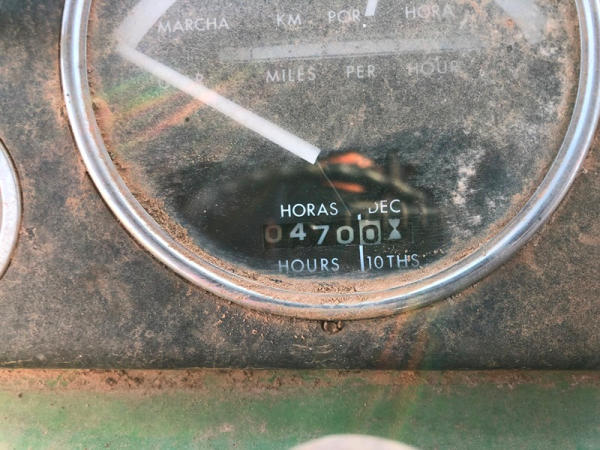 MARCHA KM POR HORA
MILES PER HOUR
HORAS DEC
04700
HOURS 10THS